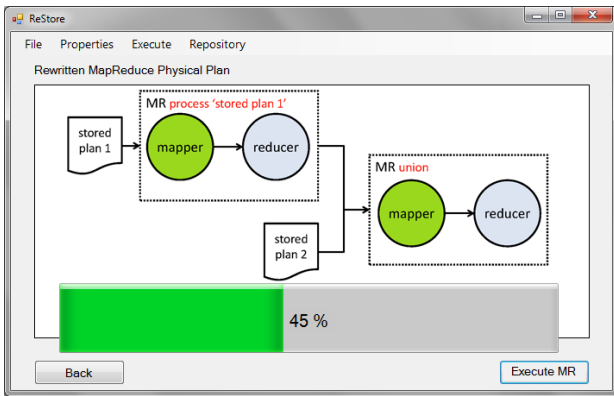 ReStore
File Properties Execute Repository
Rewritten MapReduce Physical Plan
MR process 'stored plan 1'
stored
plan 1
mapper
reducer
MR union
mapper
reducer
stored
plan 2
45 %
Back
Execute MR